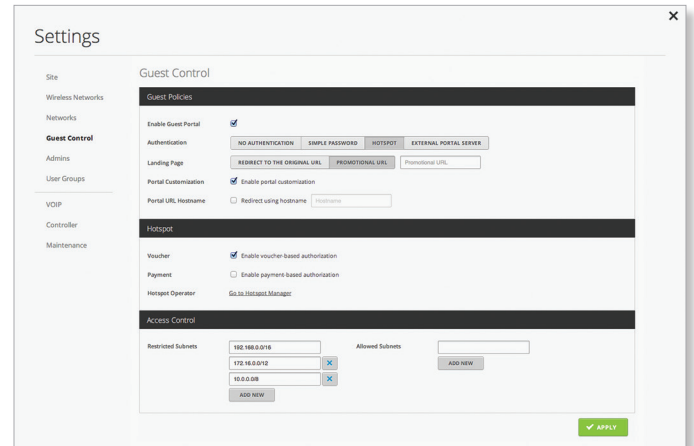 Settings
Site
Wireless Networks
Networks
Guest Control
Admins
User Groups
VOIP
Controller
Maintenance
Guest Control
Guest Policies
Enable Guest Portal
Authentication NO AUTHENTICATION SIMPLE PASSWORD HOTSPOT EXTERNAL PORTAL SERVER
Landing Page REDIRECT TO THE ORIGINAL URL PROMOTIONAL URL Promotional URL
Portal Customization Enable portal customization
Portal URL Hostname Redirect using hostname Hostname
Hotspot
Voucher Enable voucher-based authorization
Payment Enable payment-based authorization
Hotspot Operator Go to Hotspot Manager
Access Control
Restricted Subnets 192.168.0.0/16 Allowed Subnets
172.16.0.0/12 ADD NEW
10.0.0.0/8
ADD NEW
APPLY